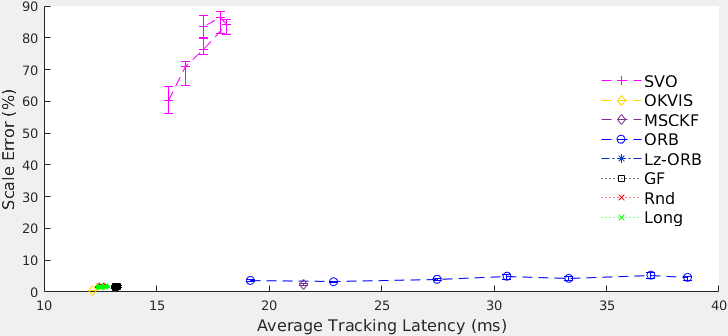 90
80
70
60
50
40
30
20
10
0
Scale Error (%)
SVO
OKVIS
MSCKF
ORB
Lz-ORB
GF
Rnd
Long
10 15 20 25 30 35 40
Average Tracking Latency (ms)